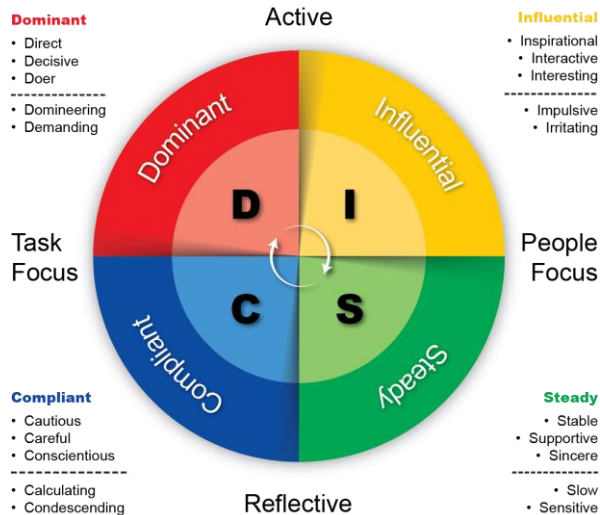 Active
Dominant
• Direct
• Decisive
• Doer
• Domineering
• Demanding
Influential
• Inspirational
• Interactive
• Interesting
• Impulsive
• Irritating
Dominant
Influential
D
I
Task
Focus
People
Focus
C
S
Compliant
Steady
Compliant
• Cautious
• Careful
• Conscientious
• Calculating
• Condescending
Steady
• Stable
• Supportive
• Sincere
• Slow
• Sensitive
Reflective